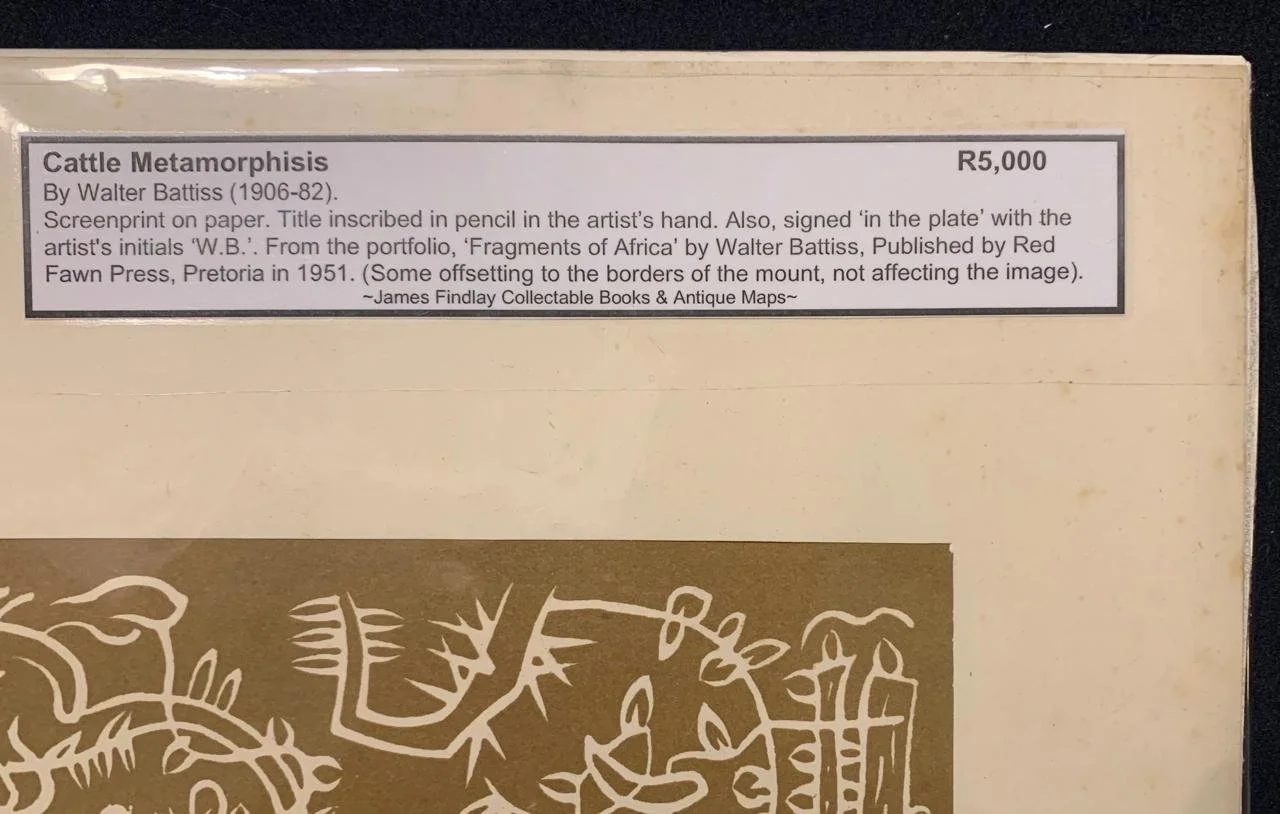 Cattle Metamorphisis R5,000
By Walter Battiss (1906-82).
Screenprint on paper. Title inscribed in pencil in the artist's hand. Also, signed ‘in the plate’ with the
artist's initials ‘W.B.’. From the portfolio, ‘Fragments of Africa’ by Walter Battiss, Published by Red
Fawn Press, Pretoria in 1951. (Some offsetting to the borders of the mount, not affecting the image).
~James Findlay Collectable Books & Antique Maps~